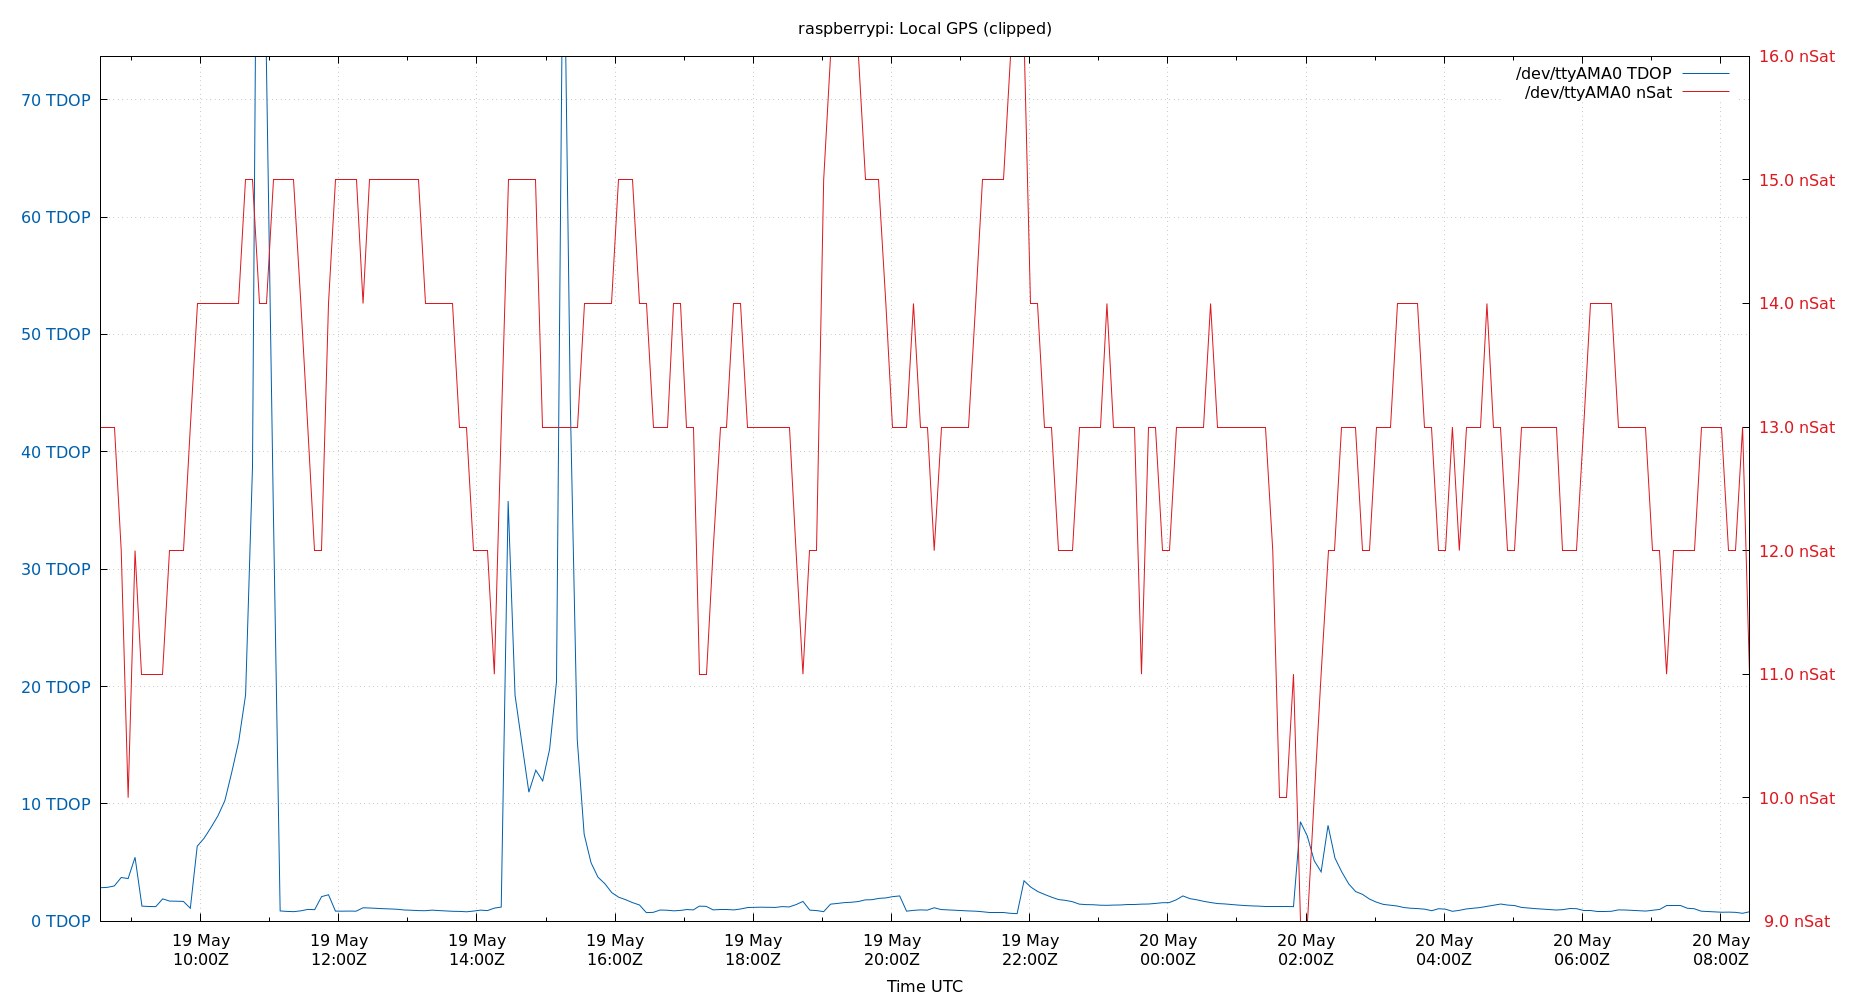 raspberrypi: Local GPS (clipped)
/dev/ttyAMA0 TDOP
/dev/ttyAMA0 nSat
70 TDOP
60 TDOP
50 TDOP
40 TDOP
30 TDOP
20 TDOP
10 TDOP
0 TDOP
16.0 nSat
15.0 nSat
14.0 nSat
13.0 nSat
12.0 nSat
11.0 nSat
10.0 nSat
9.0 nSat
19 May
10:00Z
19 May
12:00Z
19 May
14:00Z
19 May
16:00Z
19 May
18:00Z
19 May
20:00Z
19 May
22:00Z
20 May
00:00Z
20 May
02:00Z
20 May
04:00Z
20 May
06:00Z
20 May
08:00Z
Time UTC